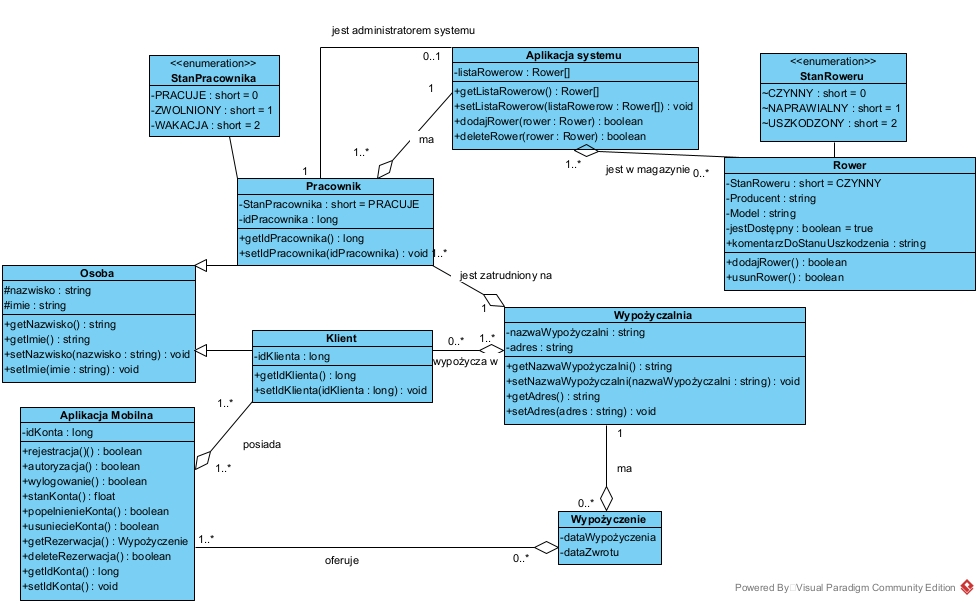 jest administratorem systemu
<<enumeration>>
StanPracownika
-PRACUJE : short = 0
-ZWOLNIONY : short = 1
-WAKACJA : short = 2
0..1
Aplikacja systemu
-listaRowerow : Rower[]
+getListaRowerow() : Rower[]
+setListaRowerow(listaRowerow : Rower[]) : void
+dodajRower(rower : Rower) : boolean
+deleteRower(rower : Rower) : boolean
<<enumeration>>
StanRoweru
~CZYNNY : short = 0
~NAPRAWIALNY : short = 1
~USZKODZONY : short = 2
1
ma
1..*
1
1..*
jest w magazynie
0..*
Pracownik
-StanPracownika : short = PRACUJE
-idPracownika : long
+getIdPracownika() : long
+setIdPracownika(idPracownika) : void
1..*
Rower
-StanRoweru : short = CZYNNY
-Producent : string
-Model : string
-jestDostępny : boolean = true
+komentarzDoStanuUszkodzenia : string
+dodajRower() : boolean
+usunRower() : boolean
jest zatrudniony na
1
Osoba
#nazwisko : string
#imie : string
+getNazwisko() : string
+getImie() : string
+setNazwisko(nazwisko : string) : void
+setImie(imie : string) : void
Klient
-idKlienta : long
+getIdKlienta() : long
+setIdKlienta(idKlienta : long) : void
0..*
1..*
wypożycza w
Wypożyczalnia
-nazwaWypożyczalni : string
-adres : string
+getNazwaWypożyczalni() : string
+setNazwaWypożyczalni(nazwaWypożyczalni : string) : void
+getAdres() : string
+setAdres(adres : string) : void
1..*
posiada
1..*
Aplikacja Mobilna
-idKonta : long
+rejestracja()() : boolean
+autoryzacja() : boolean
+wylogowanie() : boolean
+stanKonta() : float
+popelnienieKonta() : boolean
+usuniecieKonta() : boolean
+getRezerwacja() : Wypożyczenie
+deleteRezerwacja() : boolean
+getIdKonta() : long
+setIdKonta() : void
1
ma
0..*
Wypożyczenie
-dataWypożyczenia
-dataZwrotu
1..*
oferuje
0..*
Powered By Visual Paradigm Community Edition